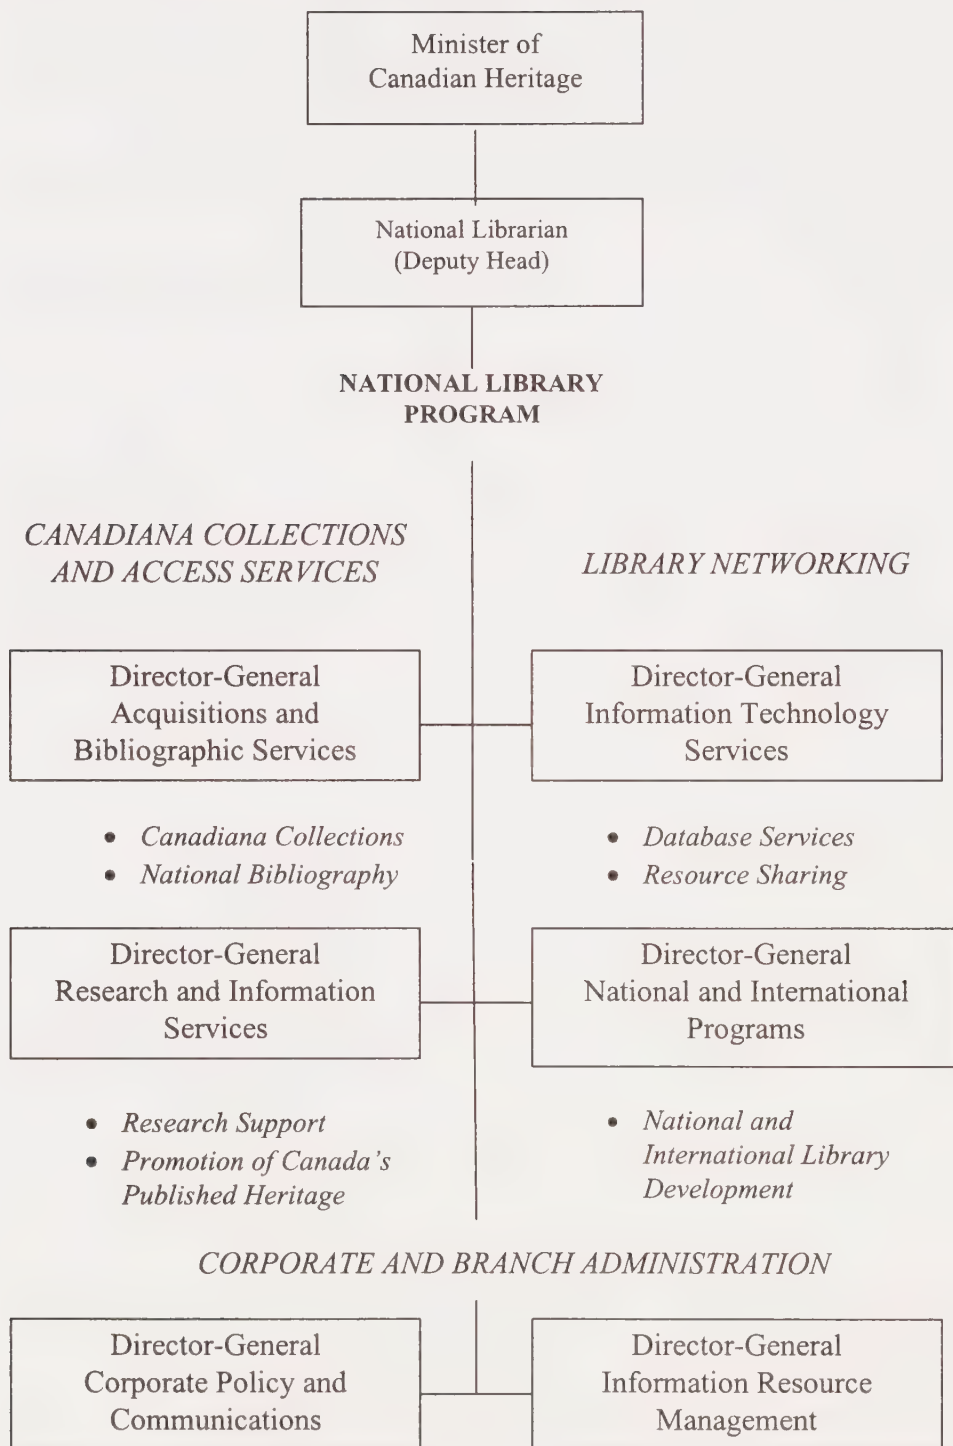 Minister of
Canadian Heritage
National Librarian
(Deputy Head)
NATIONAL LIBRARY
PROGRAM
CANADIANA COLLECTIONS
AND ACCESS SERVICES
LIBRARY NETWORKING
Director-General
Acquisitions and
Bibliographic Services
Director-General
Information Technology
Services
• Canadiana Collections
• National Bibliography
• Database Services
• Resource Sharing
Director-General
Research and Information
Services
Director-General
National and International
Programs
• Research Support
• Promotion of Canada's
Published Heritage
• National and
International Library
Development
CORPORATE AND BRANCH ADMINISTRATION
Director-General
Corporate Policy and
Communications
Director-General
Information Resource
Management